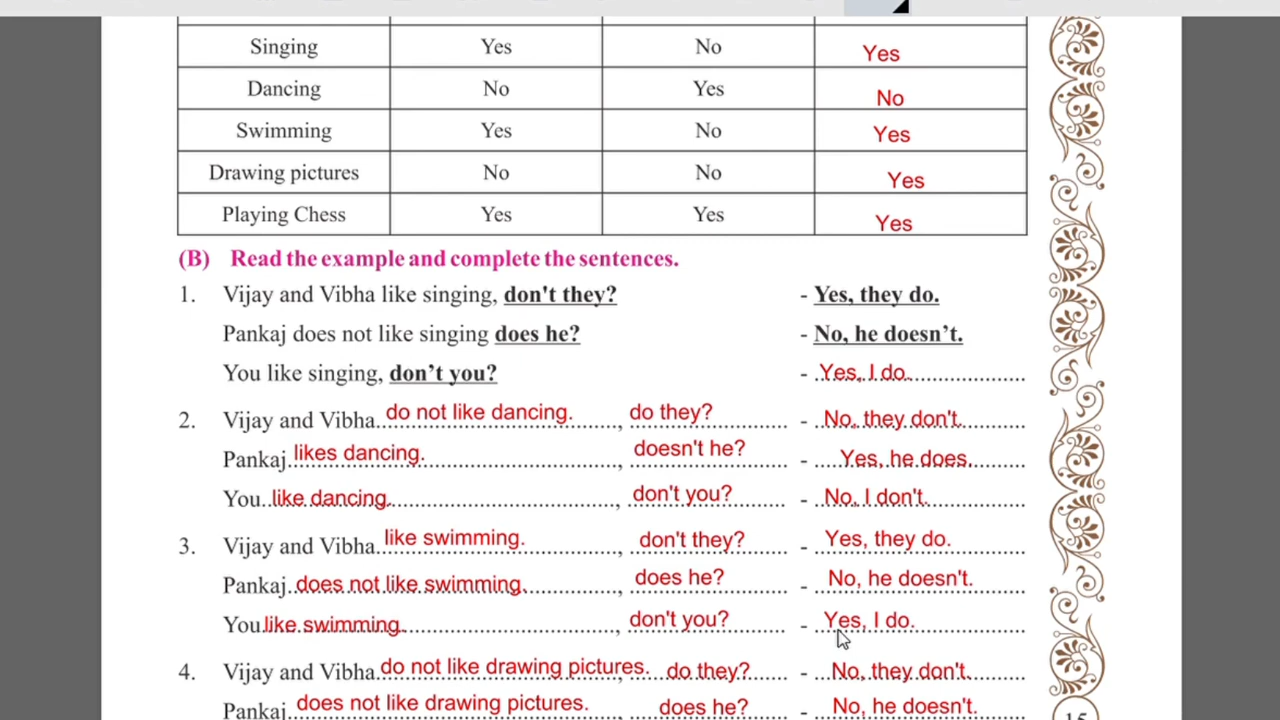 Singing Yes No Yes
Dancing No Yes No
Swimming Yes No Yes
Drawing pictures No No Yes
Playing Chess Yes Yes Yes
(B) Read the example and complete the sentences.
1. Vijay and Vibha like singing, don't they? - Yes, they do.
Pankaj does not like singing does he? - No, he doesn't.
You like singing, don't you? - Yes, I do.
2. Vijay and Vibha do not like dancing. , do they? - No, they don't.
Pankaj likes dancing. , doesn't he? - Yes, he does.
You like dancing. , don't you? - No, I don't.
3. Vijay and Vibha like swimming. , don't they? - Yes, they do.
Pankaj does not like swimming. , does he? - No, he doesn't.
You like swimming. , don't you? - Yes, I do.
4. Vijay and Vibha do not like drawing pictures. , do they? - No, they don't.
Pankaj does not like drawing pictures. , does he? - No, he doesn't.